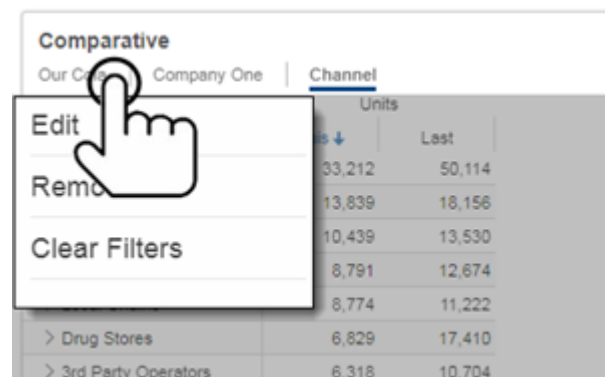 Comparative
Our Company One Channel
Units
Edit
Last
33,212 50,114
13,839 18,156
Clear Filters
10,439 13,530
8,791 12,674
8,774 11,222
> Drug Stores 6,829 17,410
> 3rd Party Operators 6,318 10,704